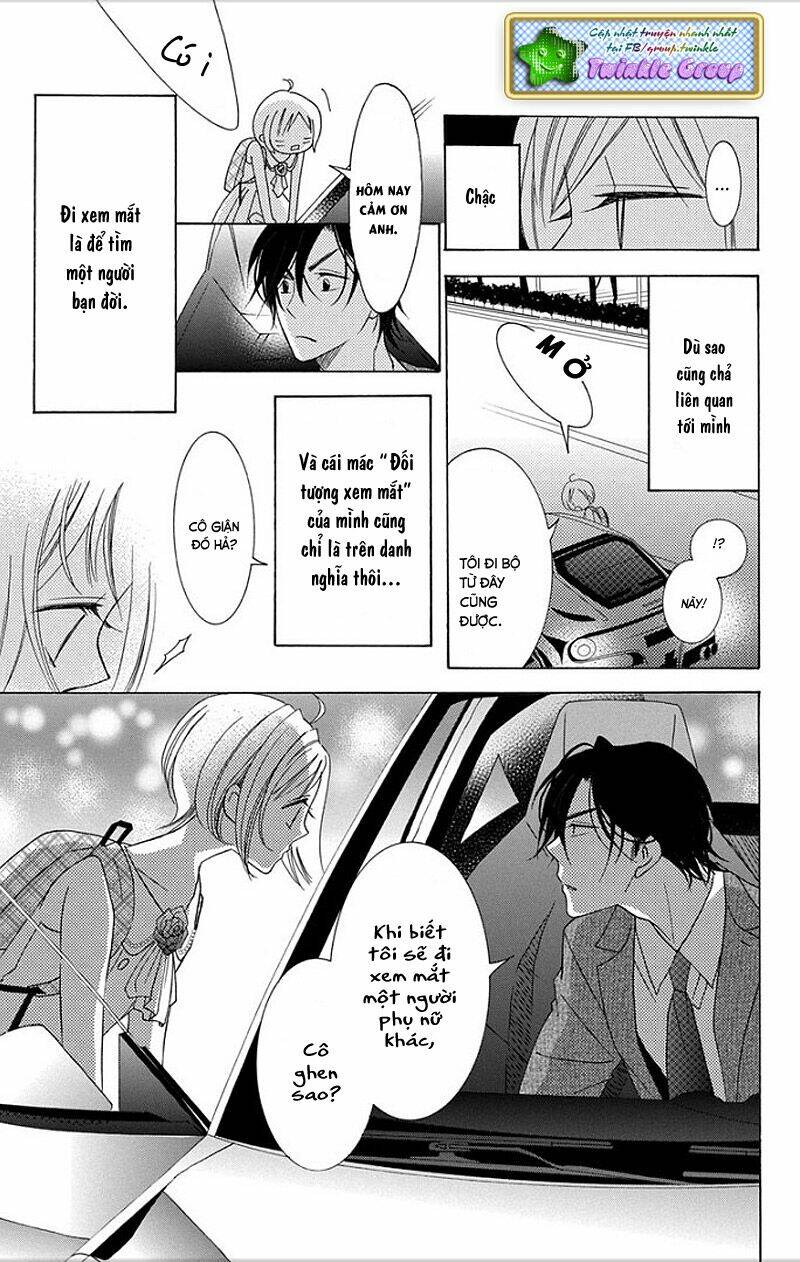 Cập nhật truyện nhanh nhất
tại FB/group.twinkle
Twinkle Group
...
Chậc
Dù sao
cũng chả
liên quan
tới mình
MỞ
!?
NÀY!
TÔI ĐI BỘ
TỪ ĐÂY
CŨNG
ĐƯỢC.
Cói
HÔM NAY
CẢM ƠN
ANH.
Đi xem mắt
là để tìm
một người
bạn đời.
Và cái mác “Đối
tượng xem mắt”
của mình cũng
chỉ là trên danh
nghĩa thôi...
CÔ GIẬN
ĐÓ HẢ?
Khi biết
tôi sẽ đi
xem mắt
một người
phụ nữ
khác,
Cô
ghen
sao?